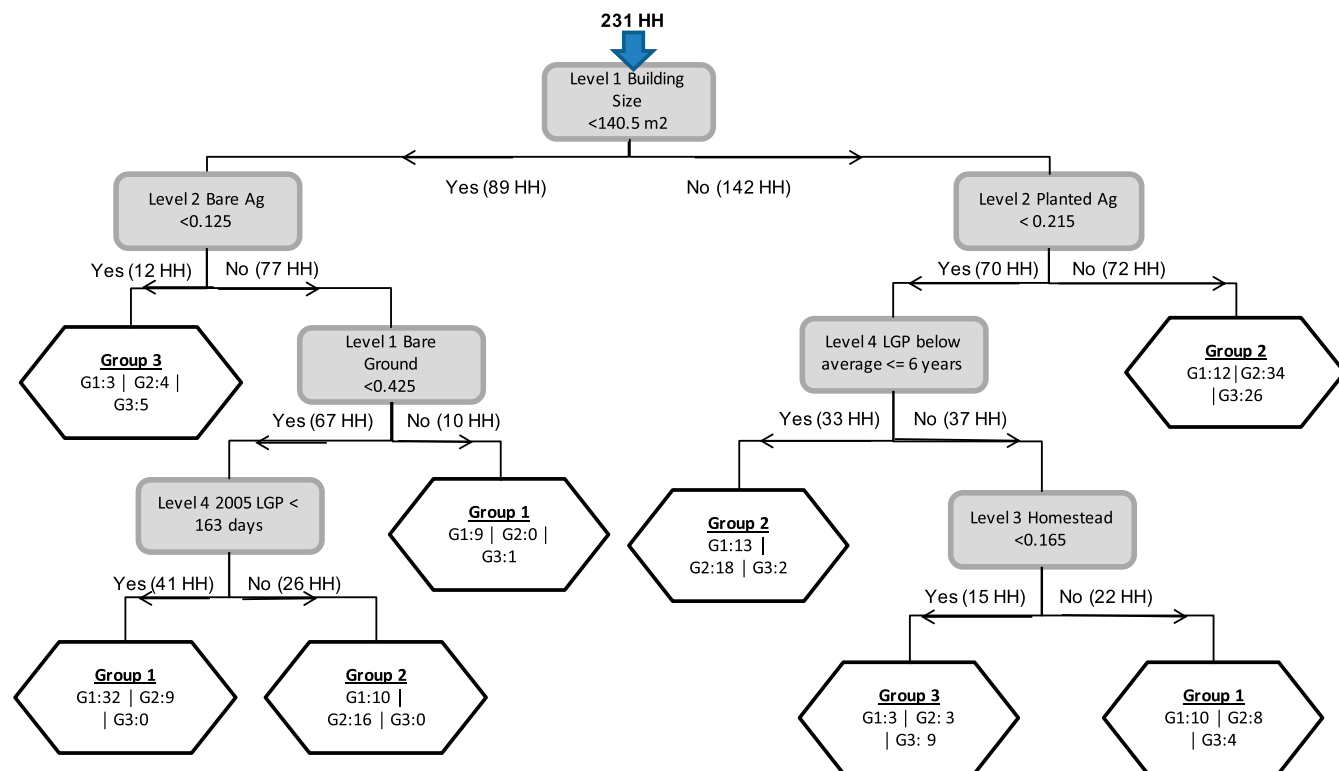 231 HH
Level 1 Building
Size
<140.5 m2
Yes (89 HH)
No (142 HH)
Level 2 Bare Ag
<0.125
Level 2 Planted Ag
< 0.215
Yes (12 HH)
No (77 HH)
Yes (70 HH)
No (72 HH)
Group 3
G1:3 | G2:4 |
G3:5
Level 1 Bare
Ground
<0.425
Level 4 LGP below
average <= 6 years
Group 2
G1:12|G2:34
|G3:26
Yes (67 HH)
No (10 HH)
Yes (33 HH)
No (37 HH)
Level 4 2005 LGP <
163 days
Group 1
G1:9 | G2:0 |
G3:1
Group 2
G1:13 |
G2:18 | G3:2
Level 3 Homestead
<0.165
Yes (41 HH)
No (26 HH)
Yes (15 HH)
No (22 HH)
Group 1
G1:32 | G2:9
| G3:0
Group 2
G1:10 |
G2:16 | G3:0
Group 3
G1:3 | G2: 3
| G3: 9
Group 1
G1:10 | G2:8
| G3:4